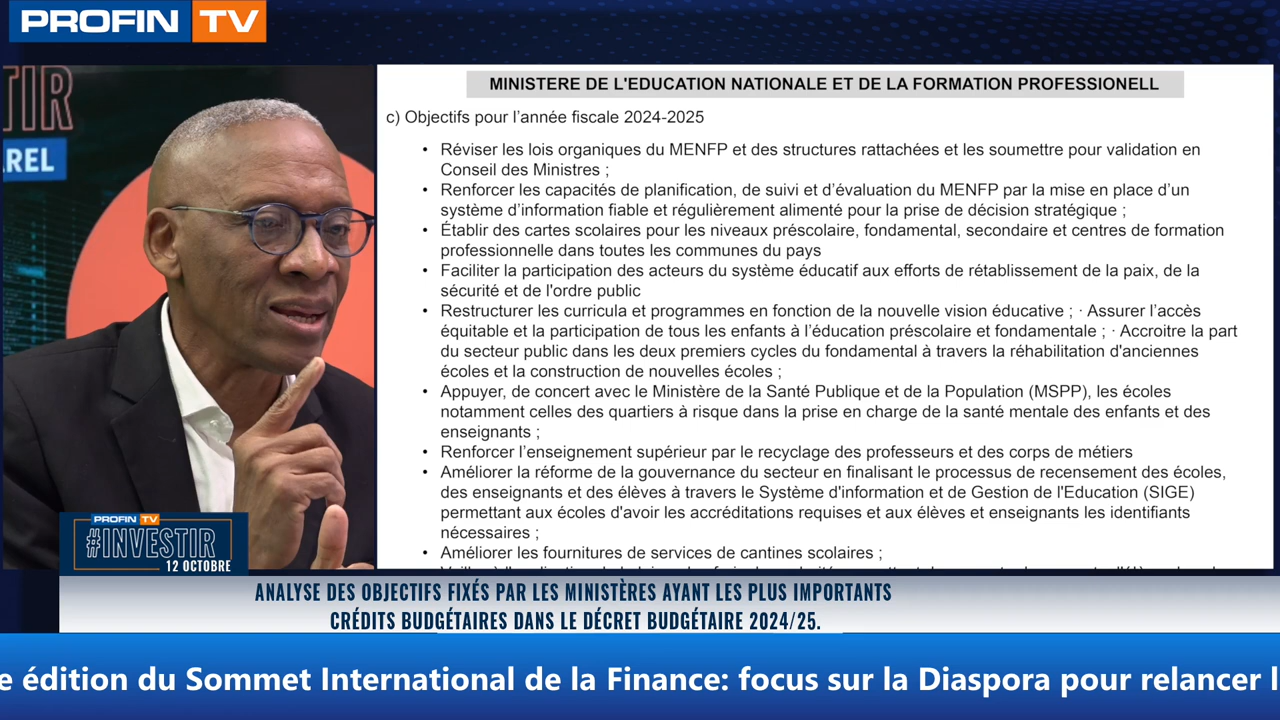 PROFIN TV
TIR
AREL
MINISTERE DE L'EDUCATION NATIONALE ET DE LA FORMATION PROFESSIONELL
c) Objectifs pour l'année fiscale 2024-2025
• Réviser les lois organiques du MENFP et des structures rattachées et les soumettre pour validation en
Conseil des Ministres ;
• Renforcer les capacités de planification, de suivi et d'évaluation du MENFP par la mise en place d'un
système d'information fiable et régulièrement alimenté pour la prise de décision stratégique ;
• Établir des cartes scolaires pour les niveaux préscolaire, fondamental, secondaire et centres de formation
professionnelle dans toutes les communes du pays
• Faciliter la participation des acteurs du système éducatif aux efforts de rétablissement de la paix, de la
sécurité et de l'ordre public
• Restructurer les curricula et programmes en fonction de la nouvelle vision éducative ; · Assurer l'accès
équitable et la participation de tous les enfants à l'éducation préscolaire et fondamentale ; · Accroitre la part
du secteur public dans les deux premiers cycles du fondamental à travers la réhabilitation d'anciennes
écoles et la construction de nouvelles écoles ;
• Appuyer, de concert avec le Ministère de la Santé Publique et de la Population (MSPP), les écoles
notamment celles des quartiers à risque dans la prise en charge de la santé mentale des enfants et des
enseignants ;
• Renforcer l'enseignement supérieur par le recyclage des professeurs et des corps de métiers
• Améliorer la réforme de la gouvernance du secteur en finalisant le processus de recensement des écoles,
des enseignants et des élèves à travers le Système d'information et de Gestion de l'Education (SIGE)
permettant aux écoles d'avoir les accréditations requises et aux élèves et enseignants les identifiants
nécessaires ;
• Améliorer les fournitures de services de cantines scolaires ;
PROFIN TV
#INVESTIR
12 OCTOBRE
ANALYSE DES OBJECTIFS FIXÉS PAR LES MINISTÈRES AYANT LES PLUS IMPORTANTS
CRÉDITS BUDGÉTAIRES DANS LE DÉCRET BUDGÉTAIRE 2024/25.
e édition du Sommet International de la Finance: focus sur la Diaspora pour relancer l